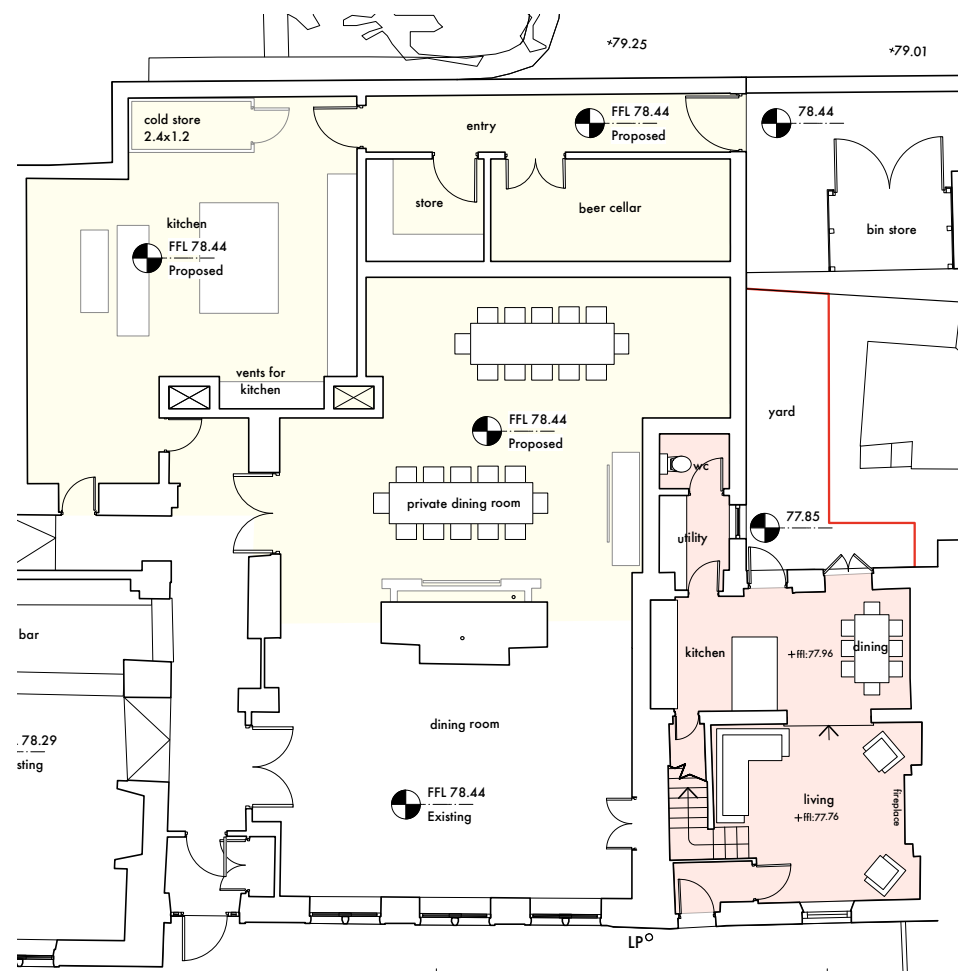 +79.25
+79.01
cold store
2.4x1.2
entry
FFL 78.44
Proposed
78.44
store
beer cellar
bin store
kitchen
FFL 78.44
Proposed
vents for
kitchen
yard
FFL 78.44
Proposed
wc
private dining room
77.85
utility
bar
kitchen
+ffl:77.96
dining
dining room
78.29
sting
FFL 78.44
Existing
living
+ffl:77.76
fireplace
LP